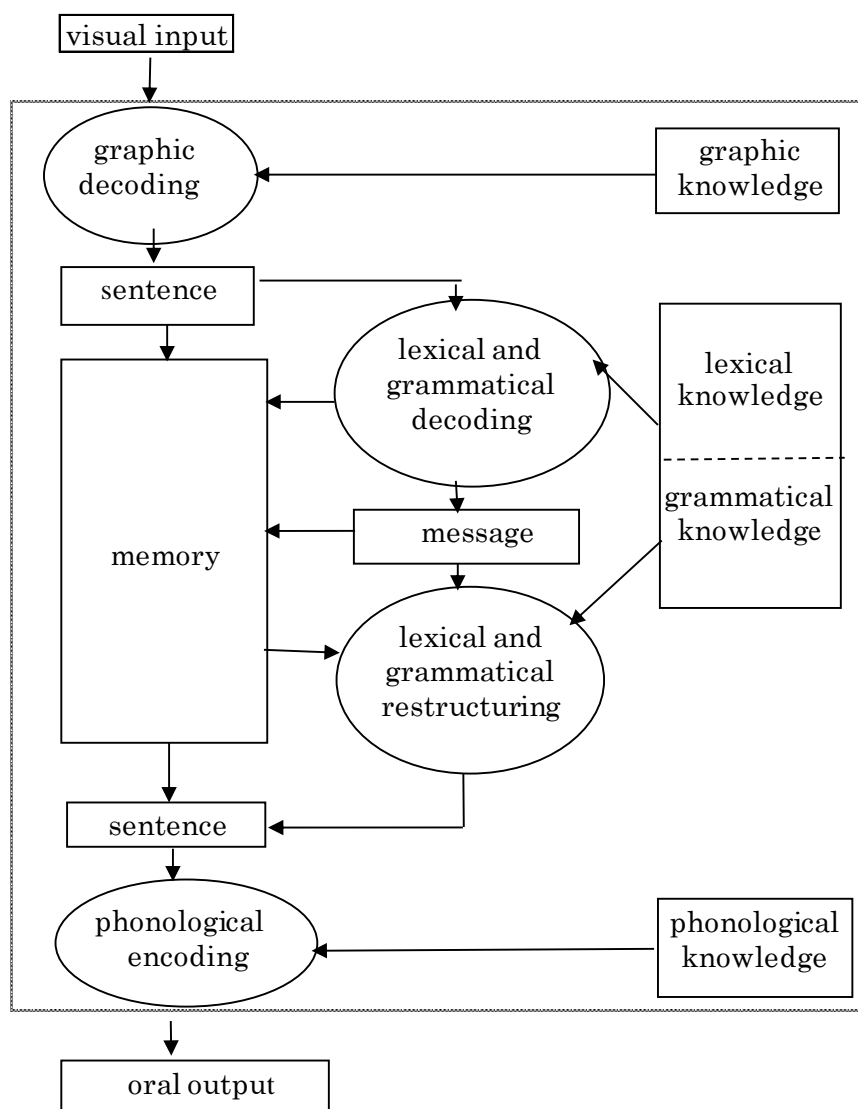 visual input
graphic
decoding
graphic
knowledge
sentence
lexical and
grammatical
decoding
lexical
knowledge
grammatical
knowledge
message
memory
lexical and
grammatical
restructuring
sentence
phonological
encoding
phonological
knowledge
oral output